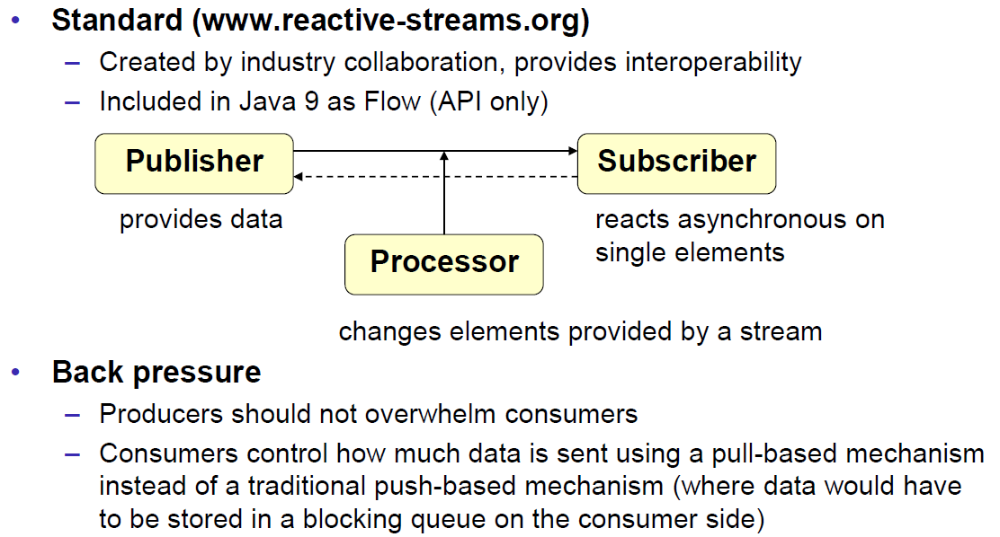 • Standard (www.reactive-streams.org)
– Created by industry collaboration, provides interoperability
– Included in Java 9 as Flow (API only)
Publisher
Subscriber
provides data
reacts asynchronous on
single elements
Processor
changes elements provided by a stream
• Back pressure
– Producers should not overwhelm consumers
– Consumers control how much data is sent using a pull-based mechanism
instead of a traditional push-based mechanism (where data would have
to be stored in a blocking queue on the consumer side)